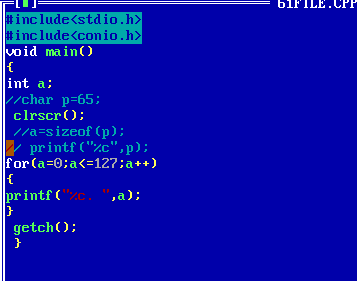 61FILE.CPP
#include<stdio.h>
#include<conio.h>
void main()
{
int a;
//char p=65;
clrscr();
//a=sizeof(p);
// printf("%c",p);
for(a=0;a<=127;a++)
{
printf("%c. ",a);
}
getch();
}